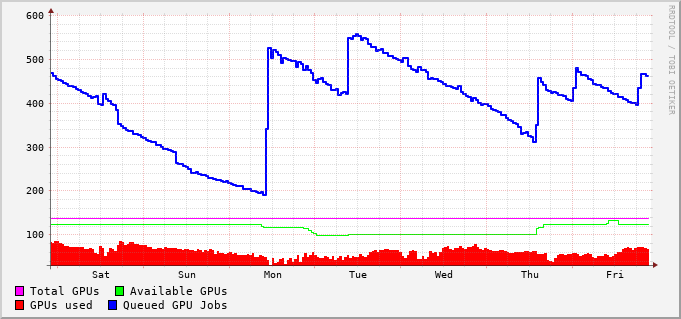 600
500
400
300
200
100
Sat Sun Mon Tue Wed Thu Fri
Total GPUs Available GPUs
GPUs used Queued GPU Jobs
RRDTOOL / TOBI OETIKER